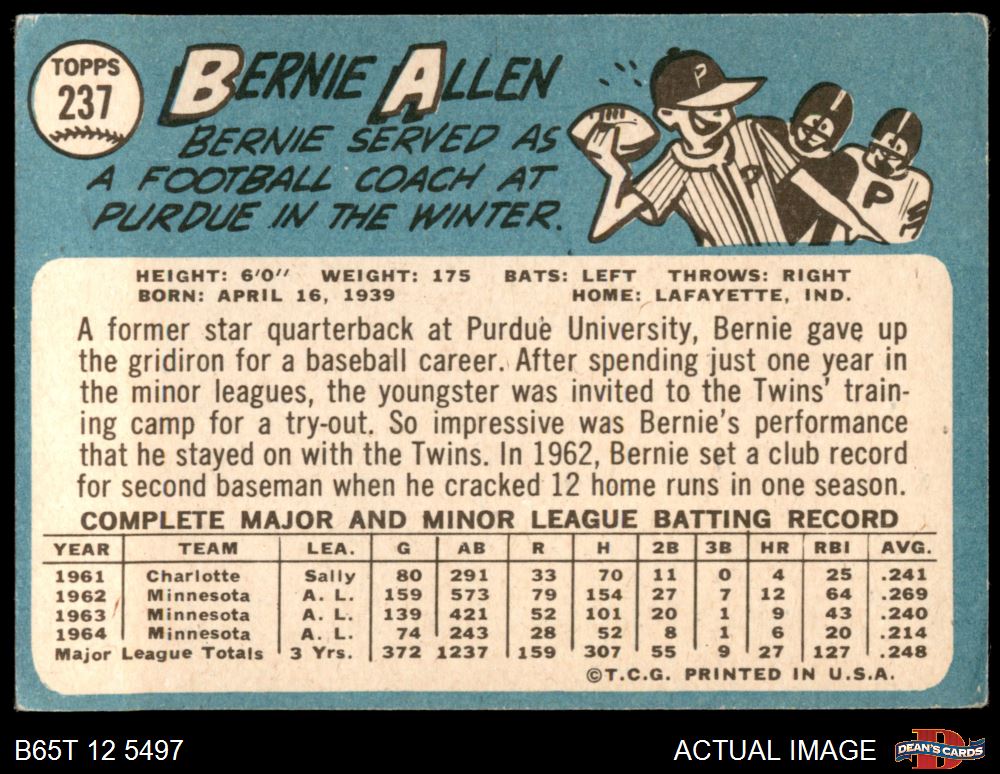 TOPPS
237
BERNIE ALLEN
BERNIE SERVED AS
A FOOTBALL COACH AT
PURDUE IN THE WINTER.
P
P
P
HEIGHT: 6'0" WEIGHT: 175 BATS: LEFT THROWS: RIGHT
BORN: APRIL 16, 1939 HOME: LAFAYETTE, IND.
A former star quarterback at Purdue University, Bernie gave up
the gridiron for a baseball career. After spending just one year in
the minor leagues, the youngster was invited to the Twins' train-
ing camp for a try-out. So impressive was Bernie's performance
that he stayed on with the Twins. In 1962, Bernie set a club record
for second baseman when he cracked 12 home runs in one season.
COMPLETE MAJOR AND MINOR LEAGUE BATTING RECORD
YEAR TEAM LEA. G AB R H 2B 3B HR RBI AVG.
1961 Charlotte Sally 80 291 33 70 11 0 4 25 .241
1962 Minnesota A. L. 159 573 79 154 27 7 12 64 .269
1963 Minnesota A. L. 139 421 52 101 20 1 9 43 .240
1964 Minnesota A. L. 74 243 28 52 8 1 6 20 .214
Major League Totals 3 Yrs. 372 1237 159 307 55 9 27 127 .248
©T.C.G. PRINTED IN U.S.A.
B65T 12 5497 ACTUAL IMAGE DEAN'S CARDS